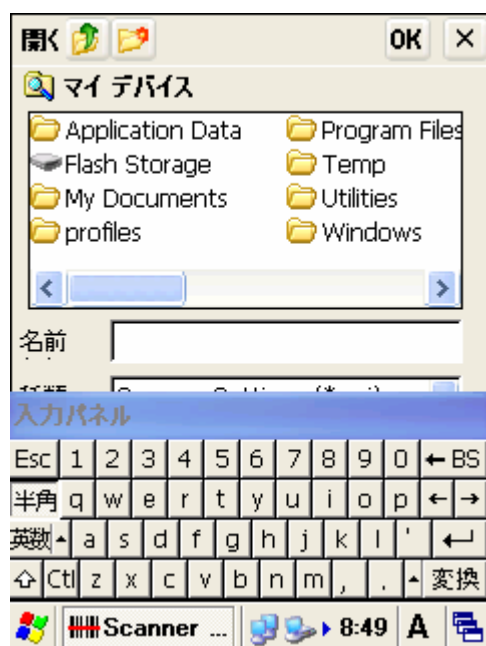 開く OK ×
マイ デバイス
Application Data Program Files
Flash Storage Temp
My Documents Utilities
profiles Windows
名前
入力パネル
Esc 1 2 3 4 5 6 7 8 9 0 ←BS
半角 q w e r t y u i o p ← →
英数 a s d f g h j k l '
Ctl z x c v b n m , . 変換
Scanner ... 8:49 A